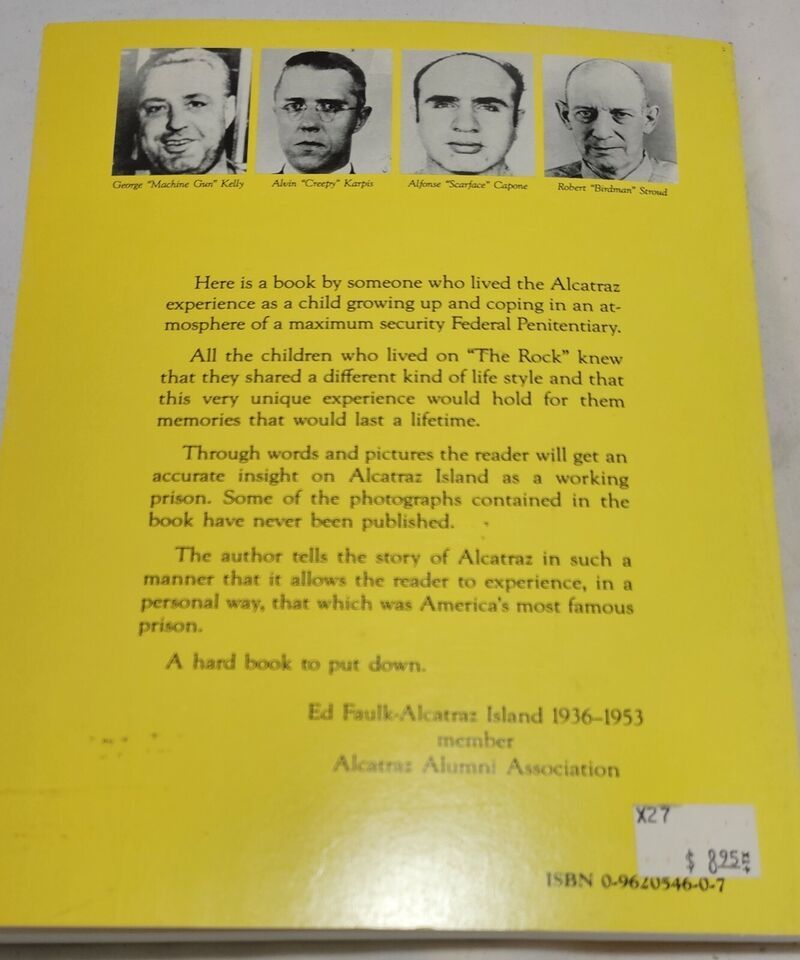 George "Machine Gun" Kelly
Alvin "Creepy" Karpis
Alfonse "Scarface" Capone
Robert "Birdman" Stroud
Here is a book by someone who lived the Alcatraz
experience as a child growing up and coping in an at-
mosphere of a maximum security Federal Penitentiary.
All the children who lived on "The Rock" knew
that they shared a different kind of life style and that
this very unique experience would hold for them
memories that would last a lifetime.
Through words and pictures the reader will get an
accurate insight on Alcatraz Island as a working
prison. Some of the photographs contained in the
book have never been published.
The author tells the story of Alcatraz in such a
manner that it allows the reader to experience, in a
personal way, that which was America's most famous
prison.
A hard book to put down.
Ed Faulk-Alcatraz Island 1936–1953
member
Alcatraz Alumni Association
X27
$ 8.95
ISBN 0-9620546-0-7